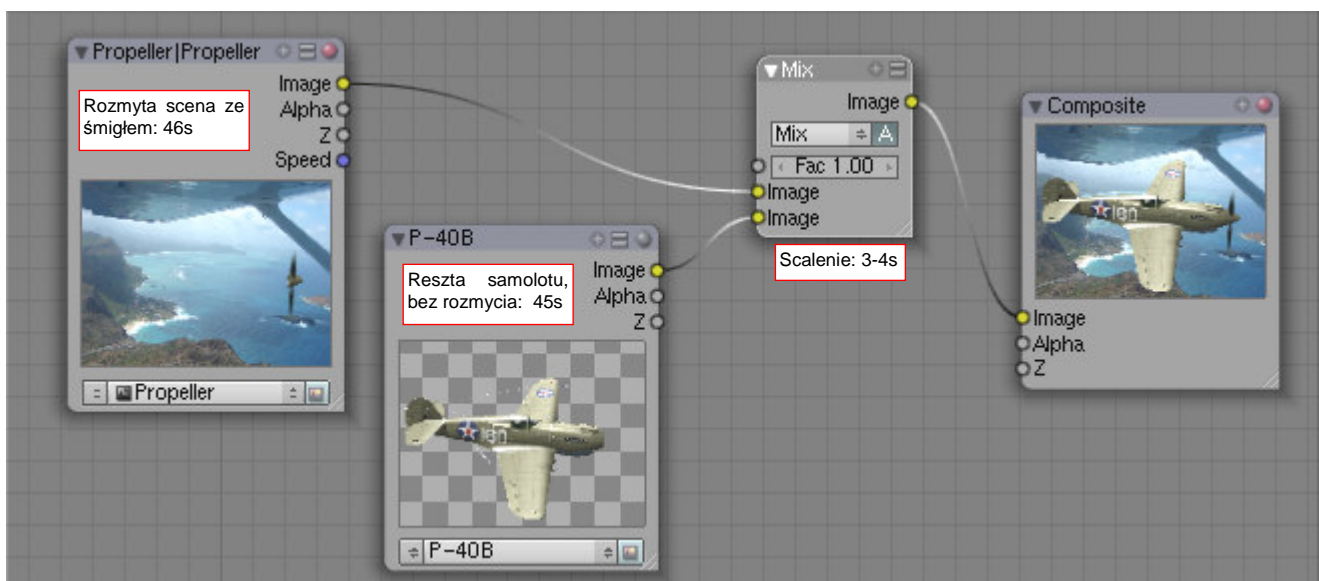 Propeller|Propeller
Image
Alpha
Z
Speed
Rozmyta scena ze
śmigłem: 46s
Propeller
P-40B
Image
Alpha
Z
Reszta samolotu,
bez rozmycia: 45s
P-40B
Mix
Image
Mix
A
Fac 1.00
Image
Image
Scalenie: 3-4s
Composite
Image
Alpha
Z